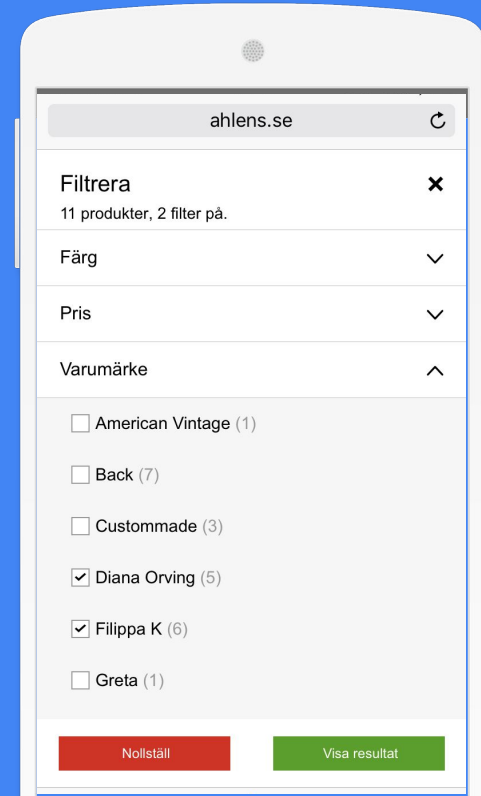 ahlens.se
Filtrera
11 produkter, 2 filter på.
Färg
Pris
Varumärke
American Vintage (1)
Back (7)
Custommade (3)
Diana Orving (5)
Filippa K (6)
Greta (1)
Nollställ
Visa resultat